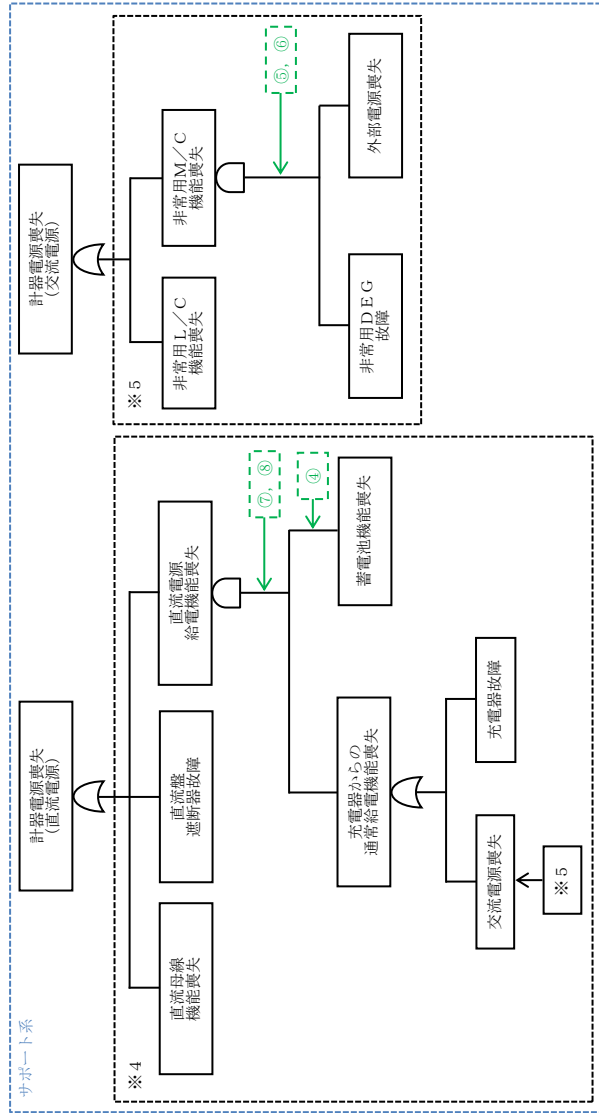 サポート系
計器電源喪失
(直流電源)
※4
直流母線
機能喪失
直流盤
遮断器故障
直流電源
給電機能喪失
⑦, ⑧
④
充電器からの
通常給電機能喪失
蓄電池機能喪失
交流電源喪失
充電器故障
※5
計器電源喪失
(交流電源)
※5
非常用L/C
機能喪失
非常用M/C
機能喪失
⑤, ⑥
非常用DEG
故障
外部電源喪失